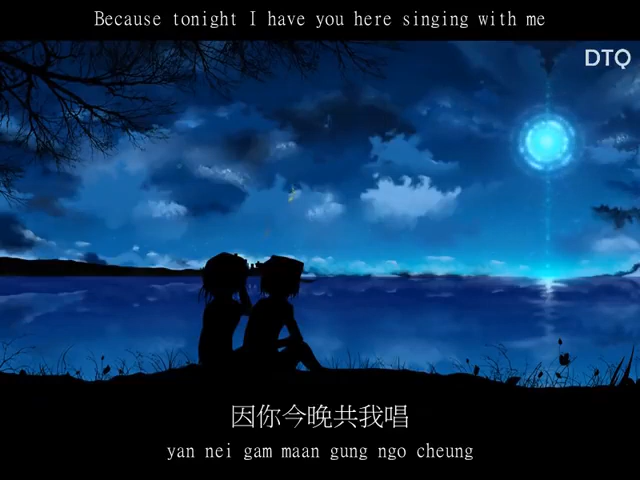 Because tonight I have you here singing with me
DTQ
因你今晚共我唱
yan nei gam maan gung ngo cheung